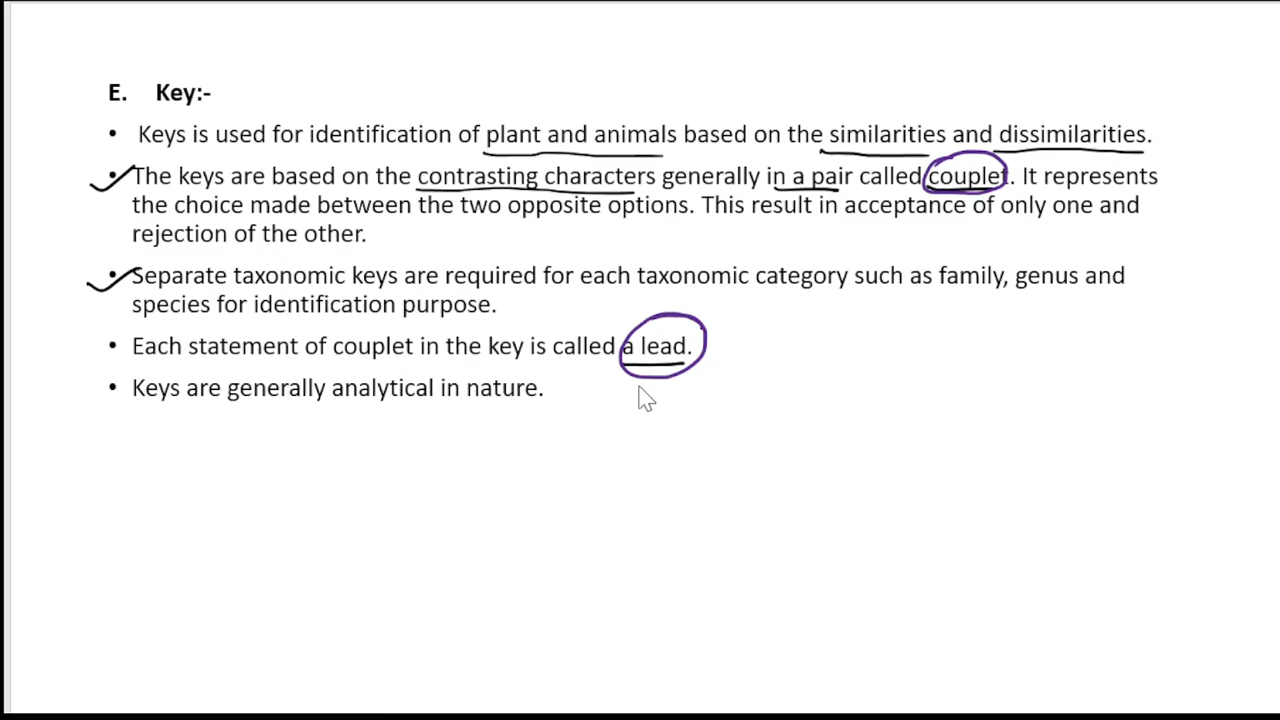 E. Key:-
• Keys is used for identification of plant and animals based on the similarities and dissimilarities.
• The keys are based on the contrasting characters generally in a pair called couplet. It represents
the choice made between the two opposite options. This result in acceptance of only one and
rejection of the other.
• Separate taxonomic keys are required for each taxonomic category such as family, genus and
species for identification purpose.
• Each statement of couplet in the key is called a lead.
• Keys are generally analytical in nature.